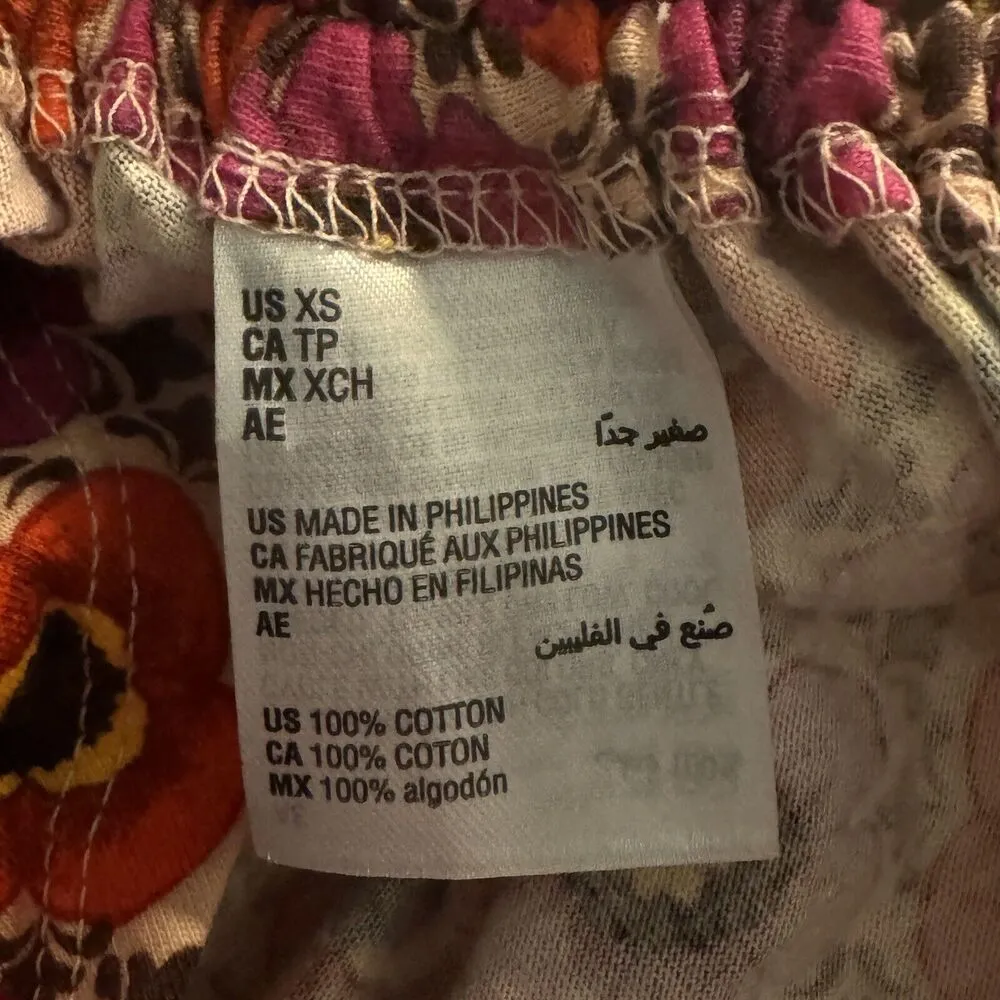 US XS
CA TP
MX XCH
AE صغير جدًا
US MADE IN PHILIPPINES
CA FABRIQUÉ AUX PHILIPPINES
MX HECHO EN FILIPINAS
AE صُنع في الفلبين
US 100% COTTON
CA 100% COTON
MX 100% algodón